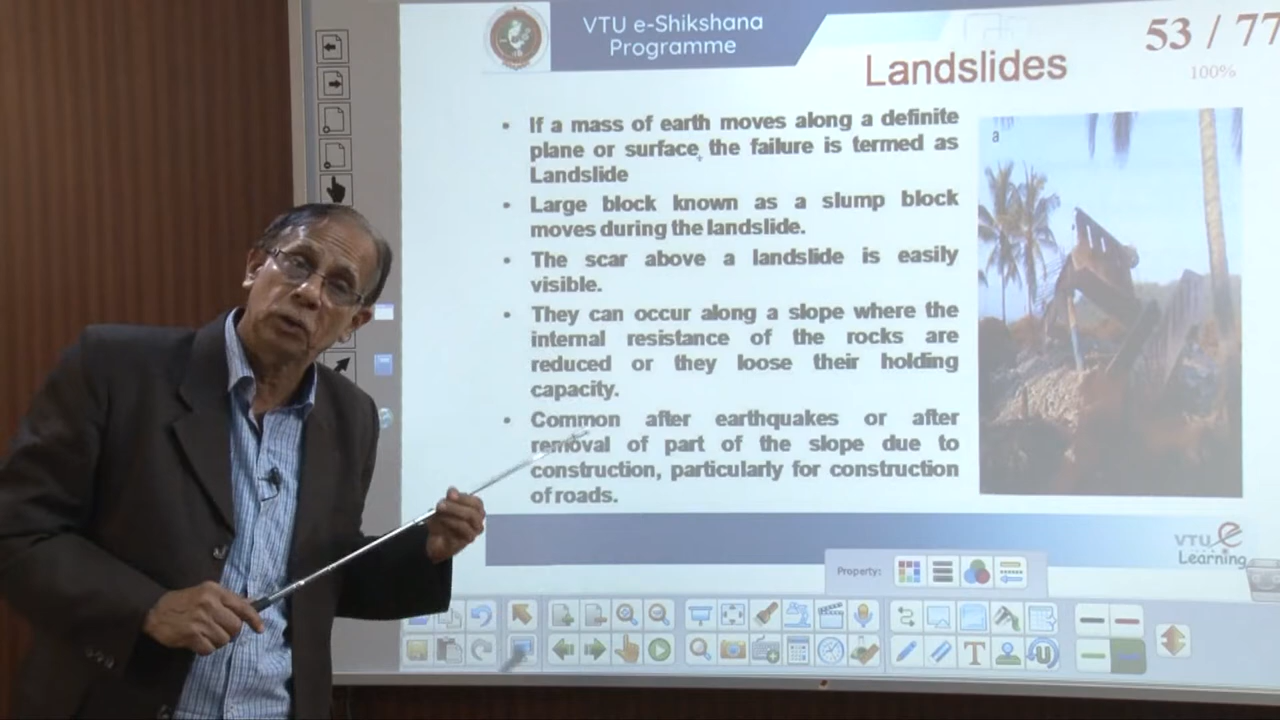 VTU e-Shikshana
Programme
53 / 77
100%
Landslides
• If a mass of earth moves along a definite
plane or surface, the failure is termed as
Landslide
• Large block known as a slump block
moves during the landslide.
• The scar above a landslide is easily
visible.
• They can occur along a slope where the
internal resistance of the rocks are
reduced or they loose their holding
capacity.
• Common after earthquakes or after
removal of part of the slope due to
construction, particularly for construction
of roads.
a
VTU e
Learning
Property:
T